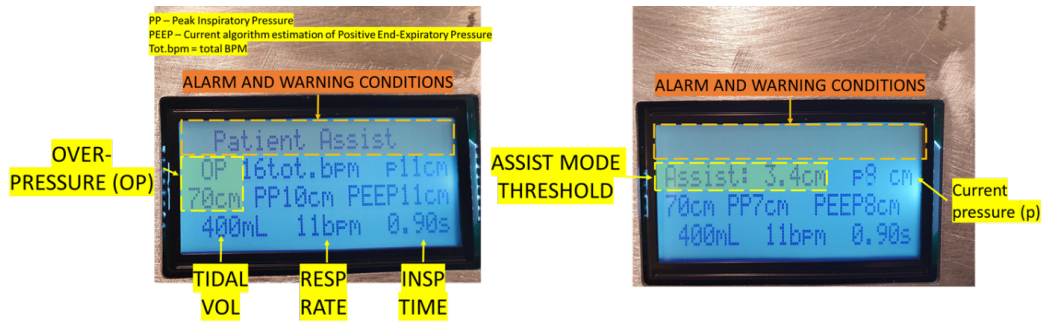 PP – Peak Inspiratory Pressure
PEEP – Current algorithm estimation of Positive End-Expiratory Pressure
Tot.bpm = total BPM
ALARM AND WARNING CONDITIONS
Patient Assist
OP 16tot.bpm p11cm
70cm PP10cm PEEP11cm
400mL 11bpm 0.90s
OVER-
PRESSURE (OP)
TIDAL
VOL
RESP
RATE
INSP
TIME
ALARM AND WARNING CONDITIONS
Assist: 3.4cm p9 cm
70cm PP7cm PEEP8cm
400mL 11bpm 0.90s
ASSIST MODE
THRESHOLD
Current
pressure (p)